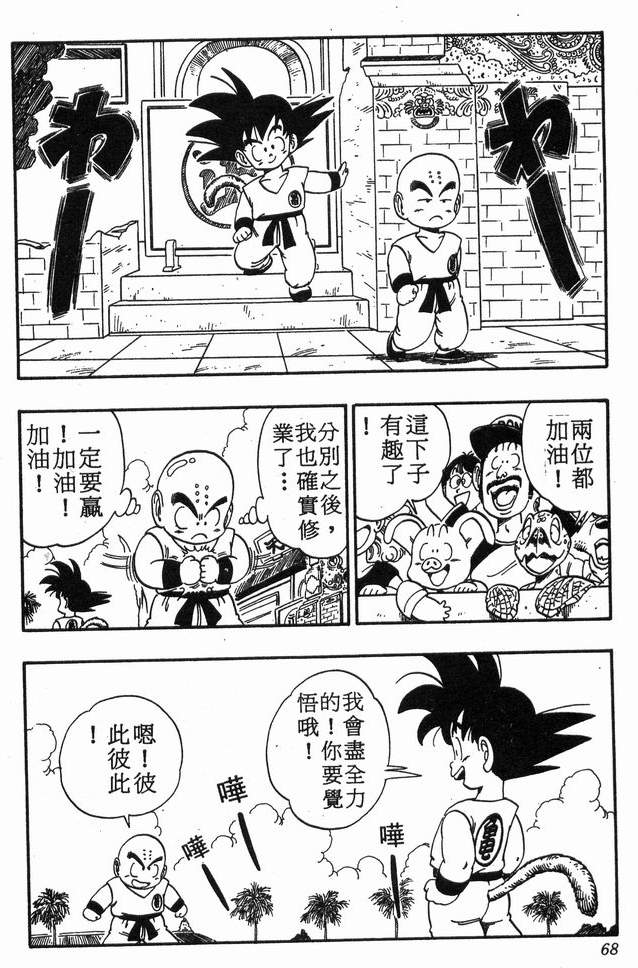 わー
わー
兩位都
加油！
這下子
有趣了
！
分別之後，
我也確實修
業了…
一定要贏
！加油！
加油！
我會盡全力
的！你要覺
悟哦！
嗯！彼
此彼此
！
嘩
嘩
嘩
龜
68